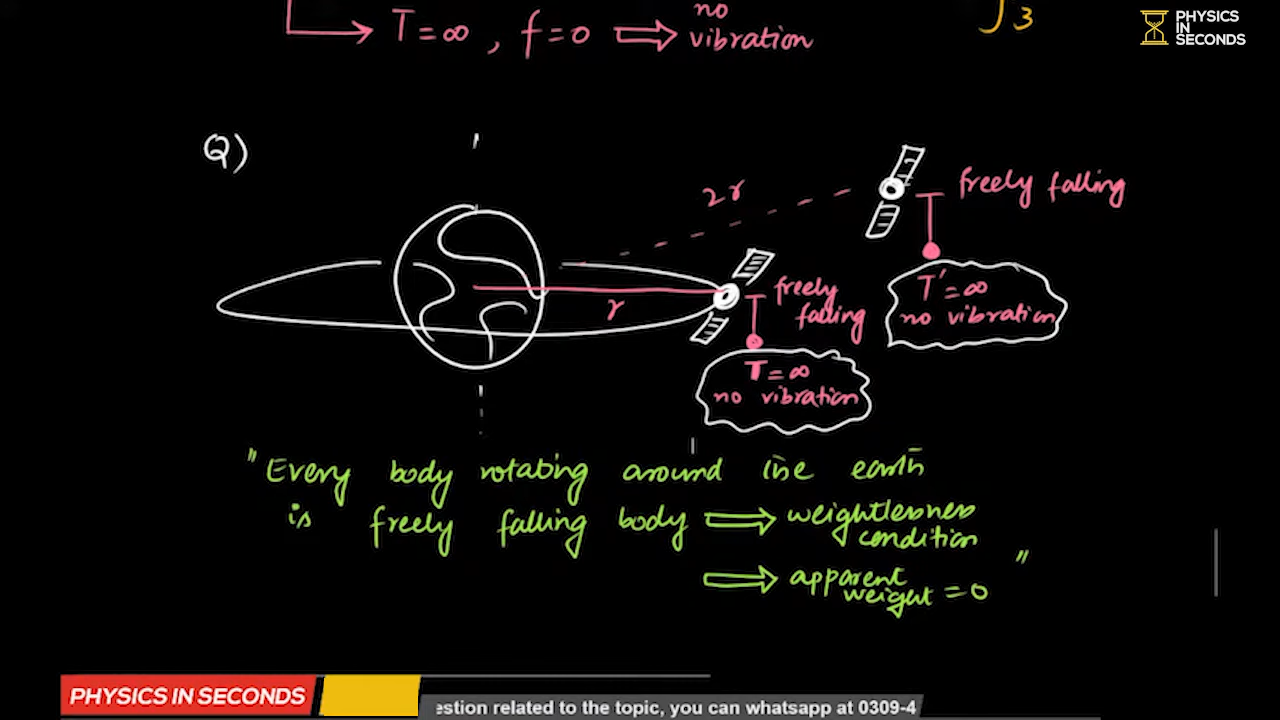 T = ∞ , f = 0 ⟹ no vibration
3
PHYSICS
IN
SECONDS
Q)
2r
freely falling
T' = ∞
no vibration
r
freely
falling
T = ∞
no vibration
" Every body rotating around the earth
is freely falling body ⟹ weightlessness
condition
⟹ apparent
weight = 0 "
PHYSICS IN SECONDS
estion related to the topic, you can whatsapp at 0309-4